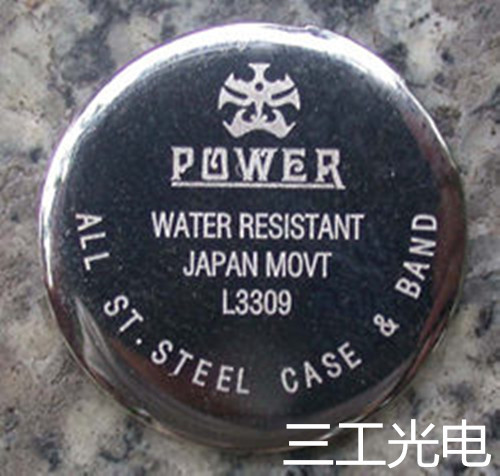 POWER
WATER RESISTANT
JAPAN MOVT
L3309
ALL ST. STEEL CASE & BAND
三工光电